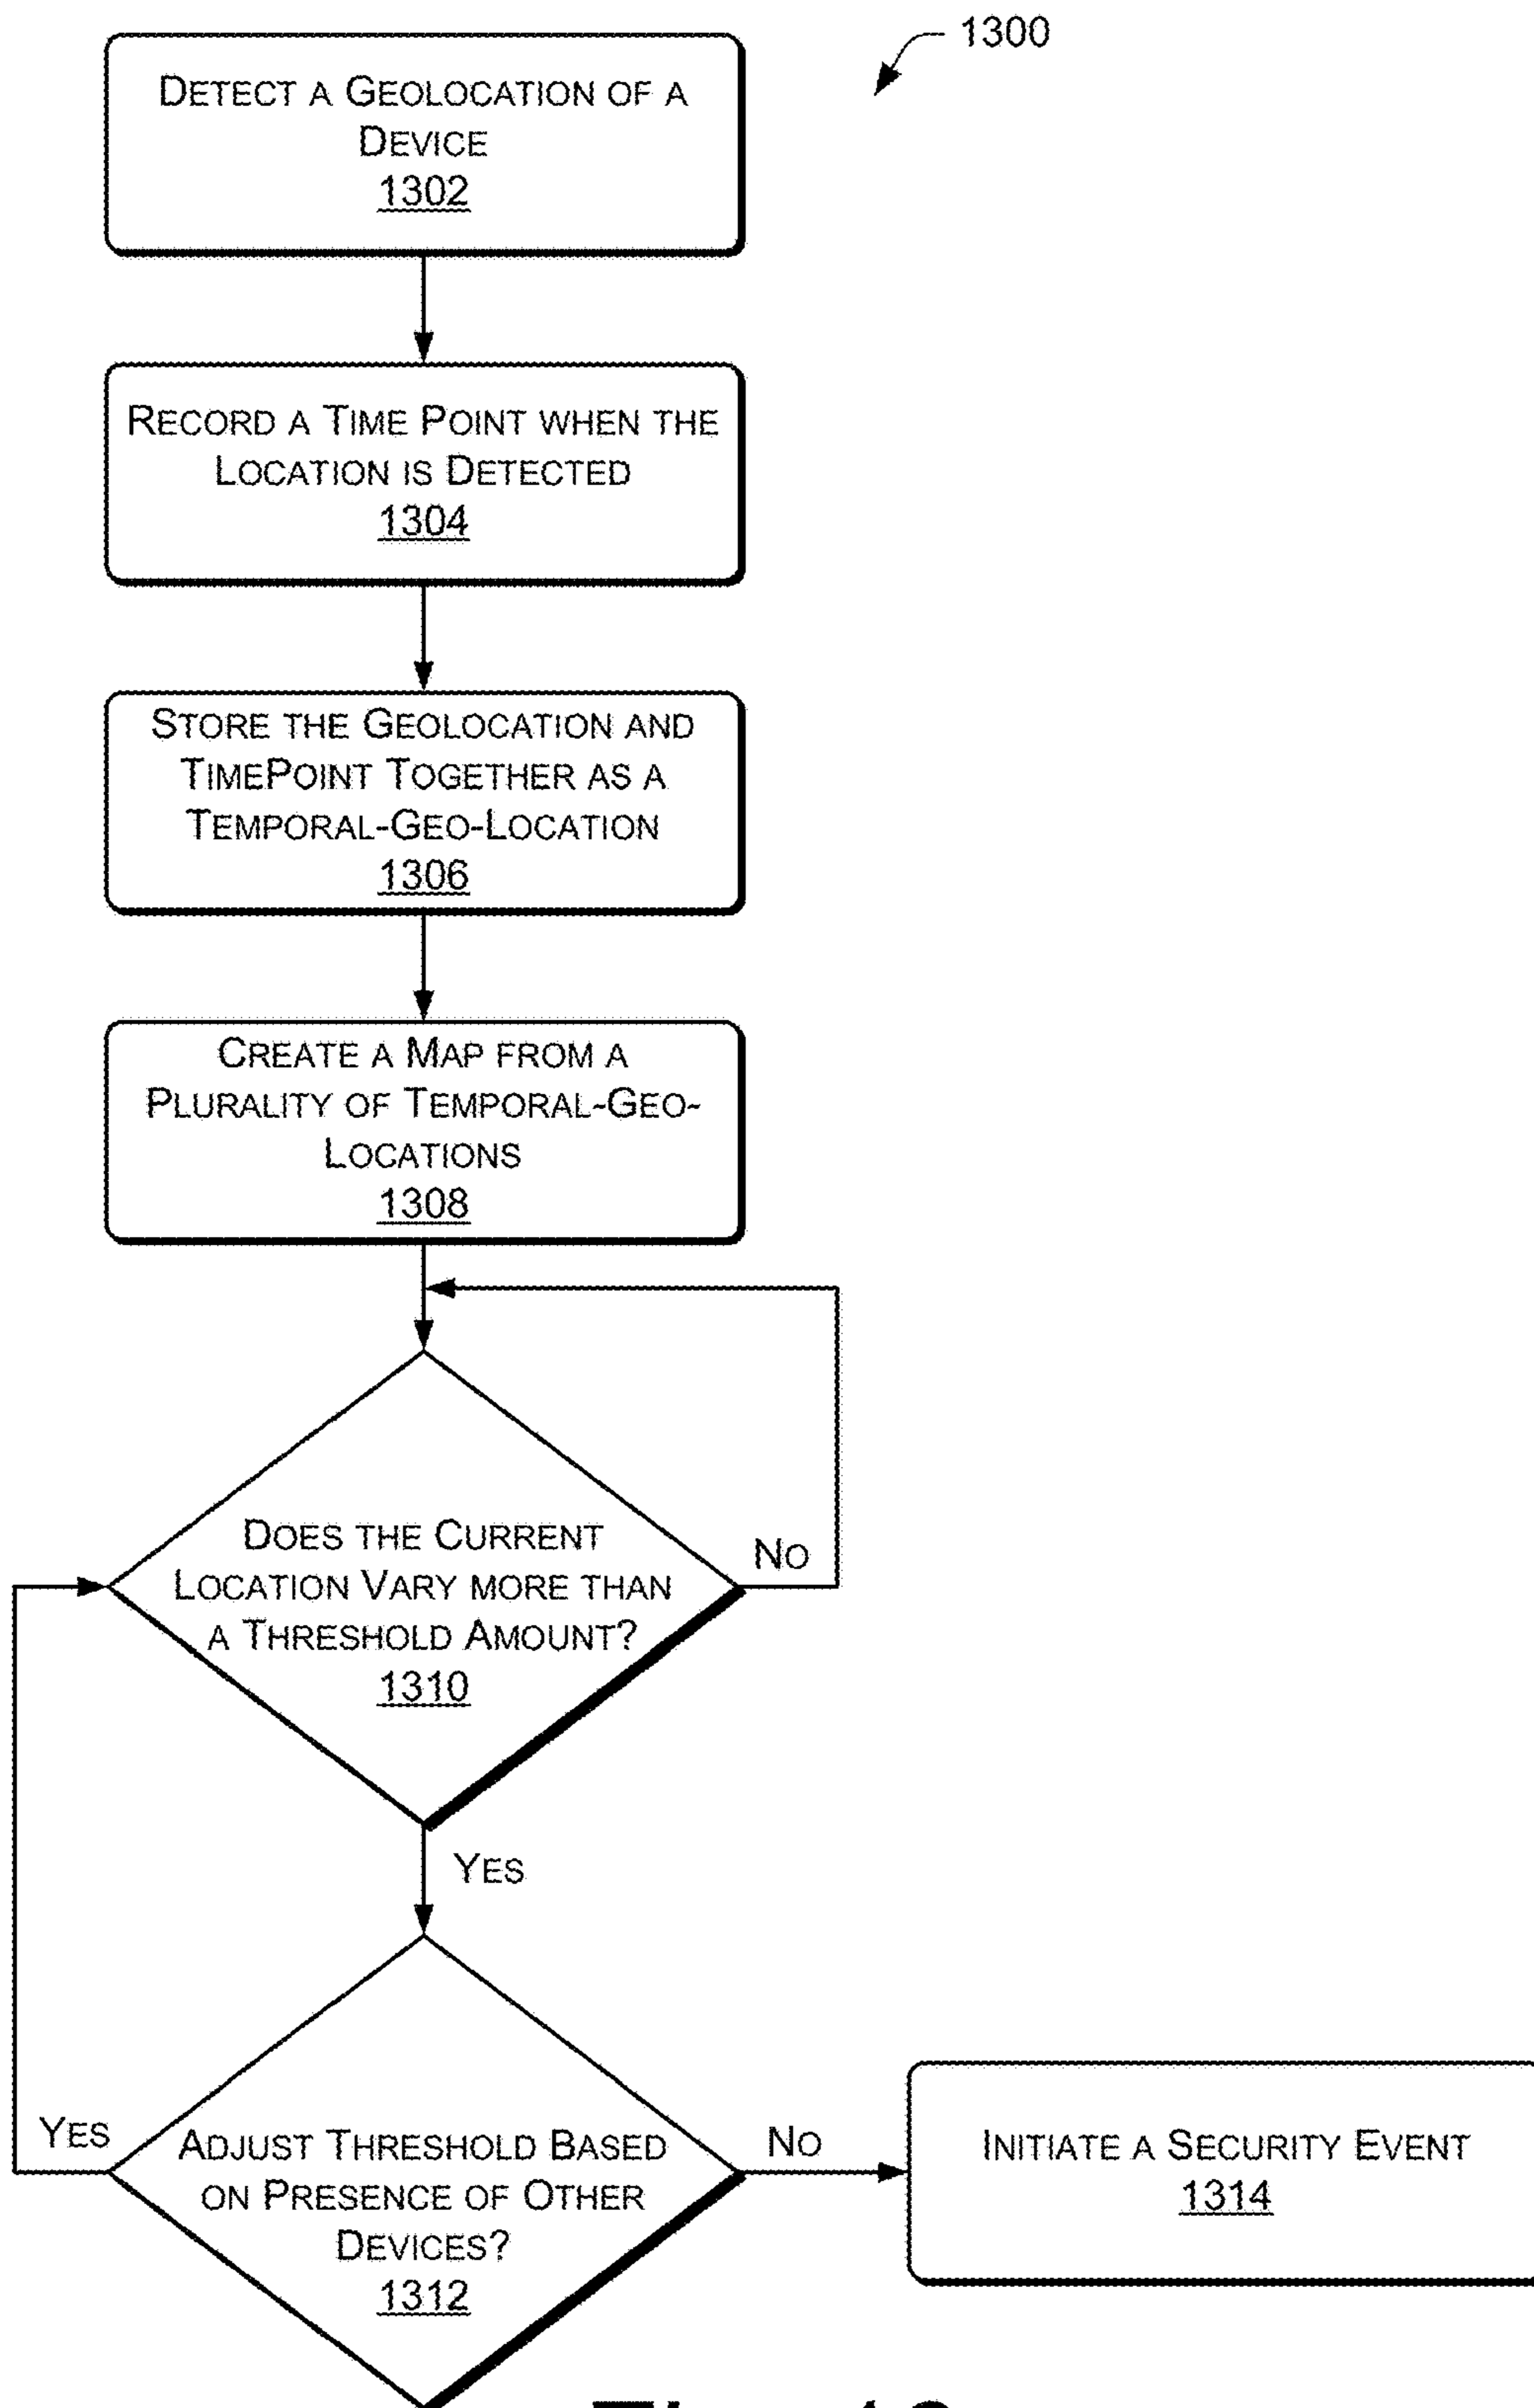 1300
DETECT A GEOLOCATION OF A
DEVICE
1302
RECORD A TIME POINT WHEN THE
LOCATION IS DETECTED
1304
STORE THE GEOLOCATION AND
TIMEPOINT TOGETHER AS A
TEMPORAL-GEO-LOCATION
1306
CREATE A MAP FROM A
PLURALITY OF TEMPORAL-GEO-
LOCATIONS
1308
DOES THE CURRENT
LOCATION VARY MORE THAN
A THRESHOLD AMOUNT?
1310
NO
YES
ADJUST THRESHOLD BASED
ON PRESENCE OF OTHER
DEVICES?
1312
YES
NO
INITIATE A SECURITY EVENT
1314